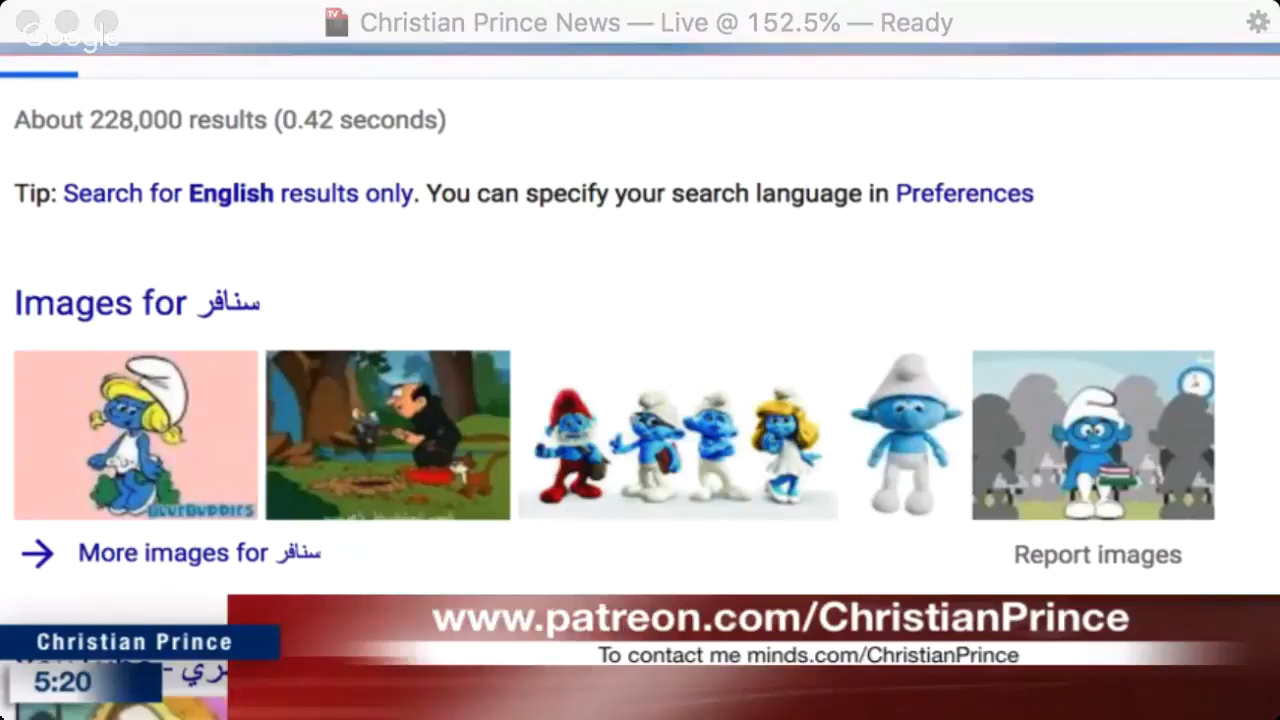 Christian Prince News — Live @ 152.5% — Ready
Google
About 228,000 results (0.42 seconds)
Tip: Search for English results only. You can specify your search language in Preferences
Images for سنافر
BLUEBUDDIES
More images for سنافر
Report images
www.patreon.com/ChristianPrince
Christian Prince
To contact me minds.com/ChristianPrince
5:20